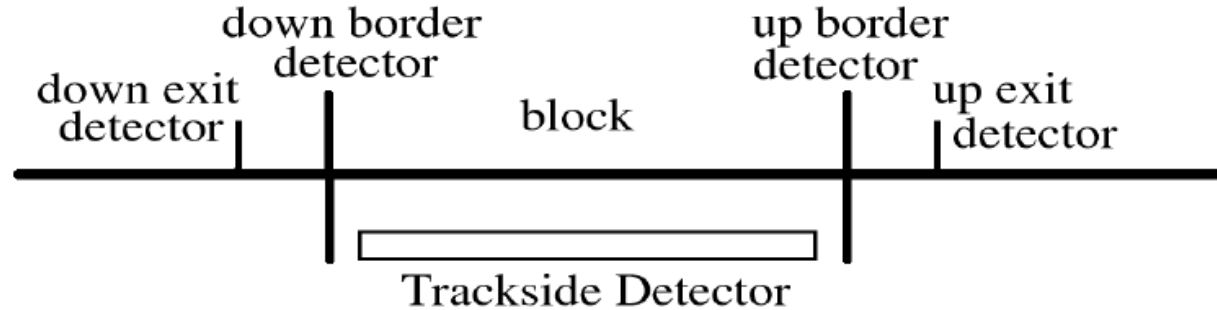 down border
detector
up border
detector
down exit
detector
block
up exit
detector
Trackside Detector